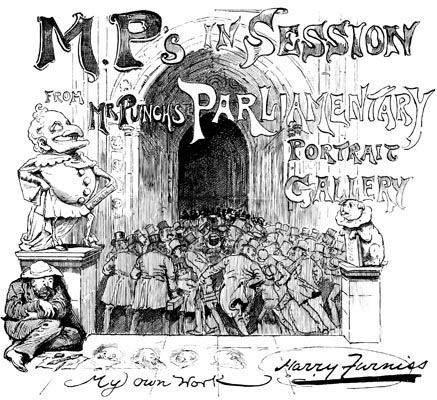 M.P's IN SESSION
FROM MR PUNCH'S PARLIAMENTARY
PORTRAIT
GALLERY
My own Work
Harry Furniss